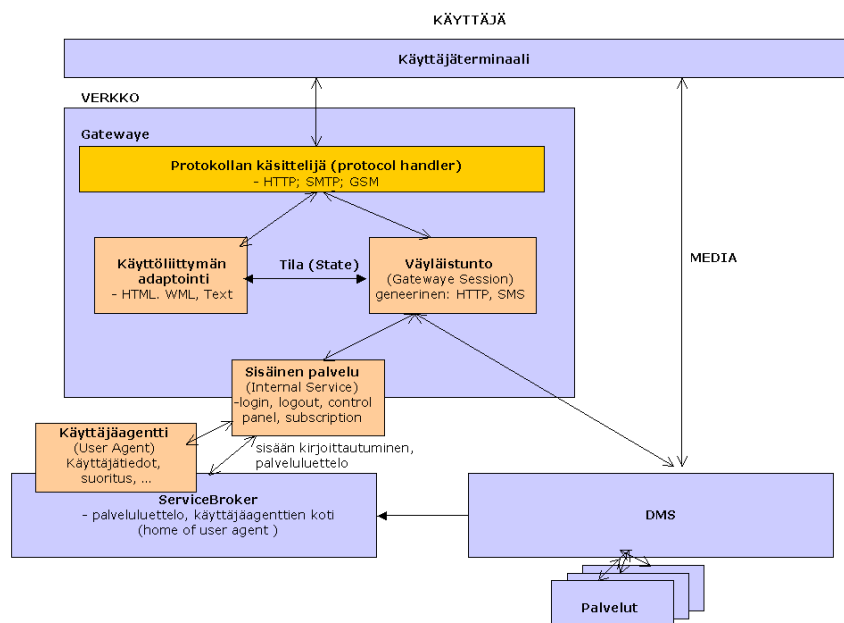 KÄYTTÄJÄ
Käyttäjäterminaali
VERKKO
Gatewaye
Protokollan käsittelijä (protocol handler)
- HTTP; SMTP; GSM
Käyttöliittymän
adaptointi
- HTML. WML, Text
Tila (State)
Väyläistunto
(Gatewaye Session)
geneerinen: HTTP, SMS
MEDIA
Sisäinen palvelu
(Internal Service)
-login, logout, control
panel, subscription
Käyttäjäagentti
(User Agent)
Käyttäjätiedot,
suoritus, ...
sisään kirjoittautuminen,
palveluluettelo
ServiceBroker
- palveluluettelo, käyttäjäagenttien koti
(home of user agent )
DMS
Palvelut